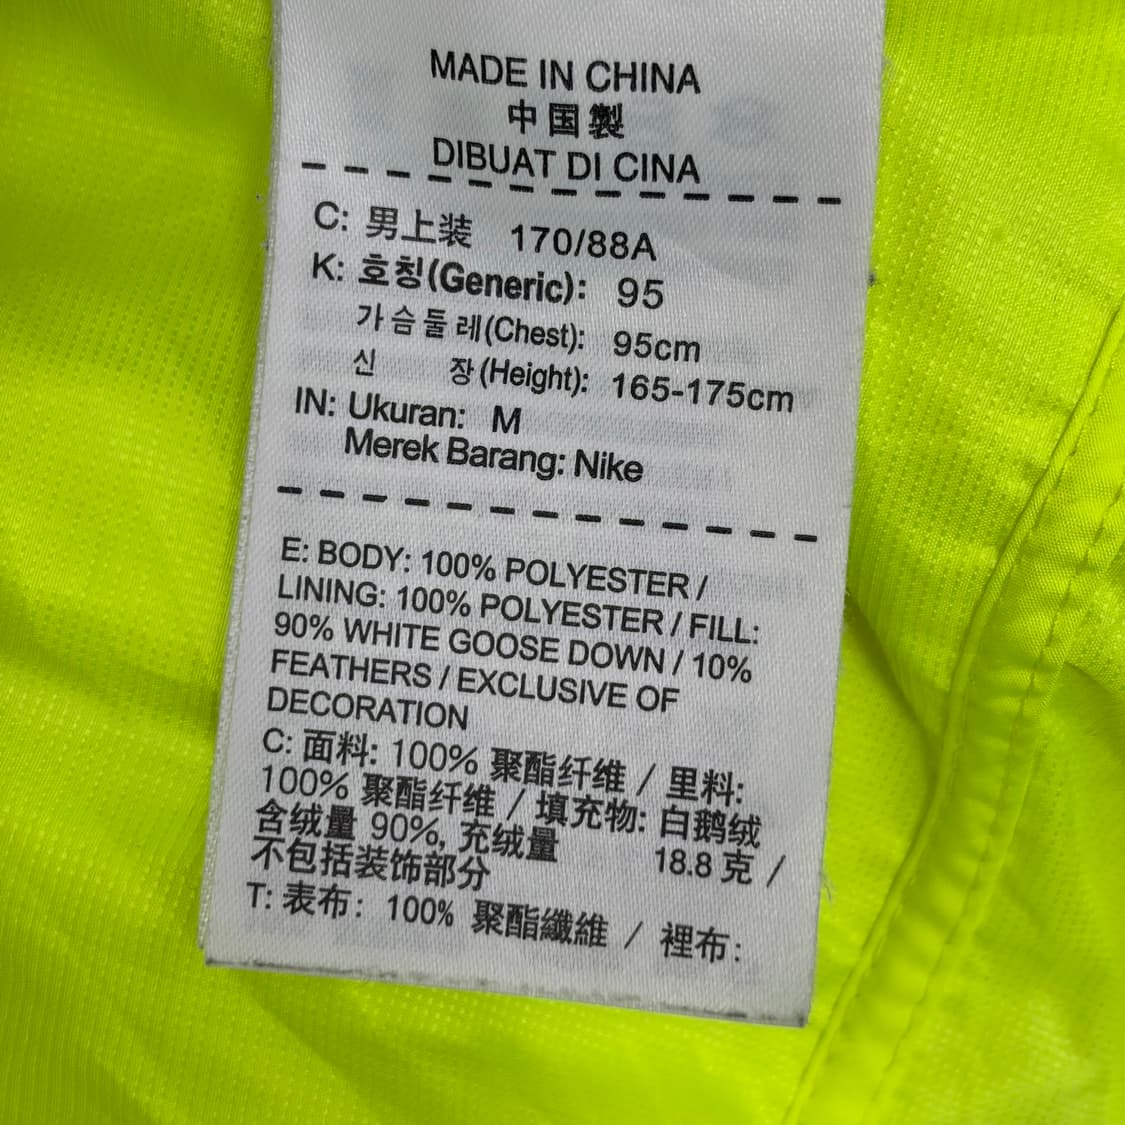 MADE IN CHINA
中国製
DIBUAT DI CINA
C: 男上装 170/88A
K: 호칭(Generic): 95
가슴둘레(Chest): 95cm
신 장(Height): 165-175cm
IN: Ukuran: M
Merek Barang: Nike
E: BODY: 100% POLYESTER /
LINING: 100% POLYESTER / FILL:
90% WHITE GOOSE DOWN / 10%
FEATHERS / EXCLUSIVE OF
DECORATION
C: 面料: 100% 聚酯纤维 / 里料:
100% 聚酯纤维 / 填充物: 白鹅绒
含绒量 90%, 充绒量 18.8 克 /
不包括装饰部分
T: 表布: 100% 聚酯纖維 / 裡布: